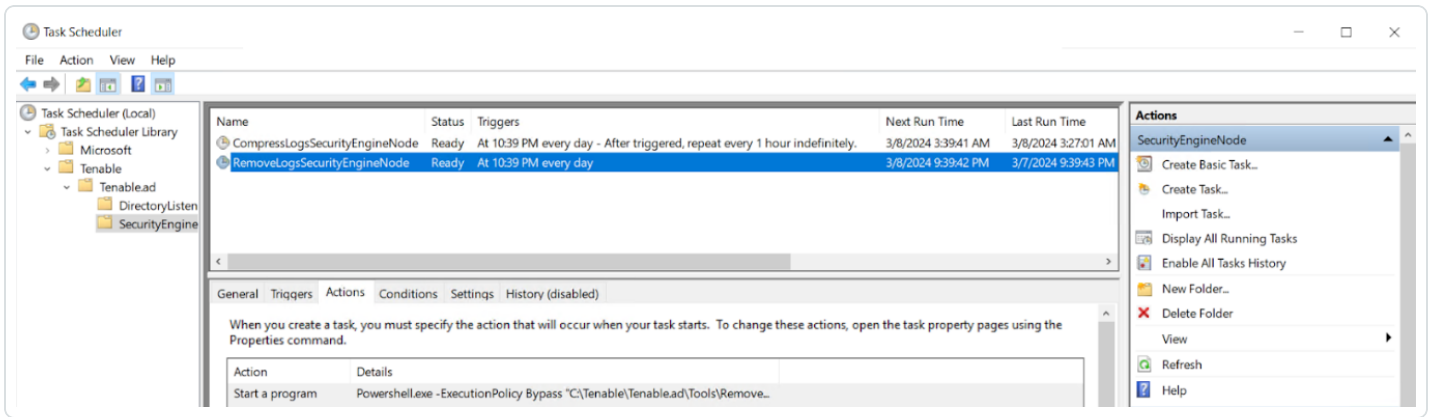 Task Scheduler
File Action View Help
Task Scheduler (Local)
Task Scheduler Library
Microsoft
Tenable
Tenable.ad
DirectoryListen
SecurityEngine
Name Status Triggers Next Run Time Last Run Time
CompressLogsSecurityEngineNode Ready At 10:39 PM every day - After triggered, repeat every 1 hour indefinitely. 3/8/2024 3:39:41 AM 3/8/2024 3:27:01 AM
RemoveLogsSecurityEngineNode Ready At 10:39 PM every day 3/8/2024 9:39:42 PM 3/7/2024 9:39:43 PM
General Triggers Actions Conditions Settings History (disabled)
When you create a task, you must specify the action that will occur when your task starts. To change these actions, open the task property pages using the
Properties command.
Action Details
Start a program Powershell.exe -ExecutionPolicy Bypass "C:\Tenable\Tenable.ad\Tools\Remove...
Actions
SecurityEngineNode
Create Basic Task...
Create Task...
Import Task...
Display All Running Tasks
Enable All Tasks History
New Folder...
Delete Folder
View
Refresh
Help